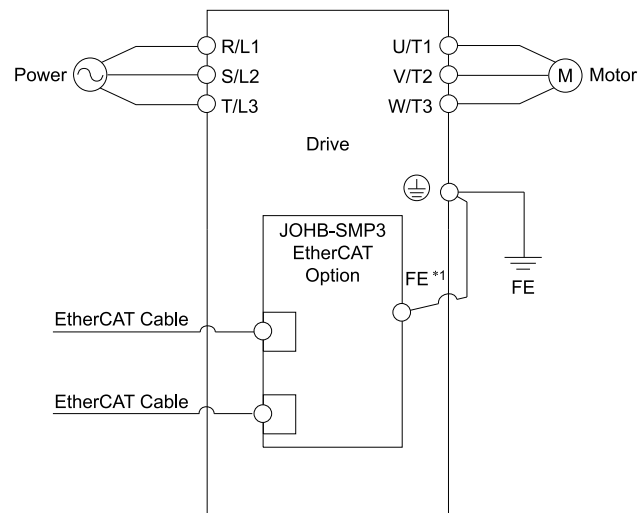 Power
R/L1
S/L2
T/L3
U/T1
V/T2
W/T3
M
Motor
Drive
JOHB-SMP3
EtherCAT
Option
FE *1
FE
EtherCAT Cable
EtherCAT Cable